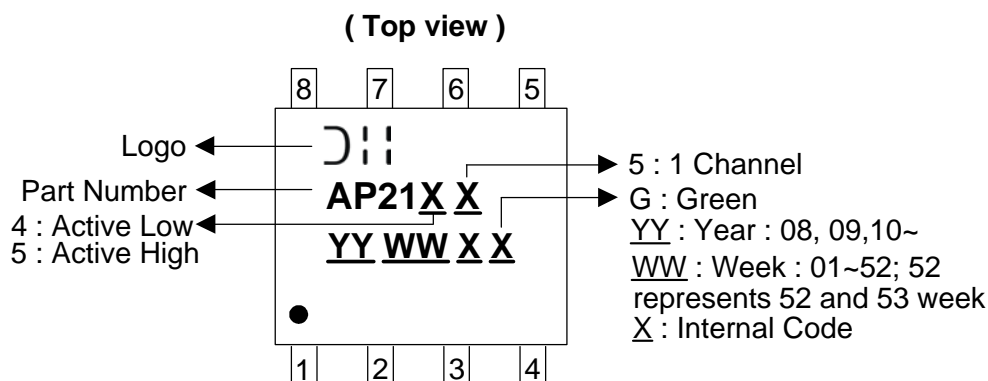 ( Top view )
8 7 6 5
Logo
Part Number
4 : Active Low
5 : Active High
AP21X X
YY WW X X
5 : 1 Channel
G : Green
YY : Year : 08, 09,10~
WW : Week : 01~52; 52
represents 52 and 53 week
X : Internal Code
1 2 3 4